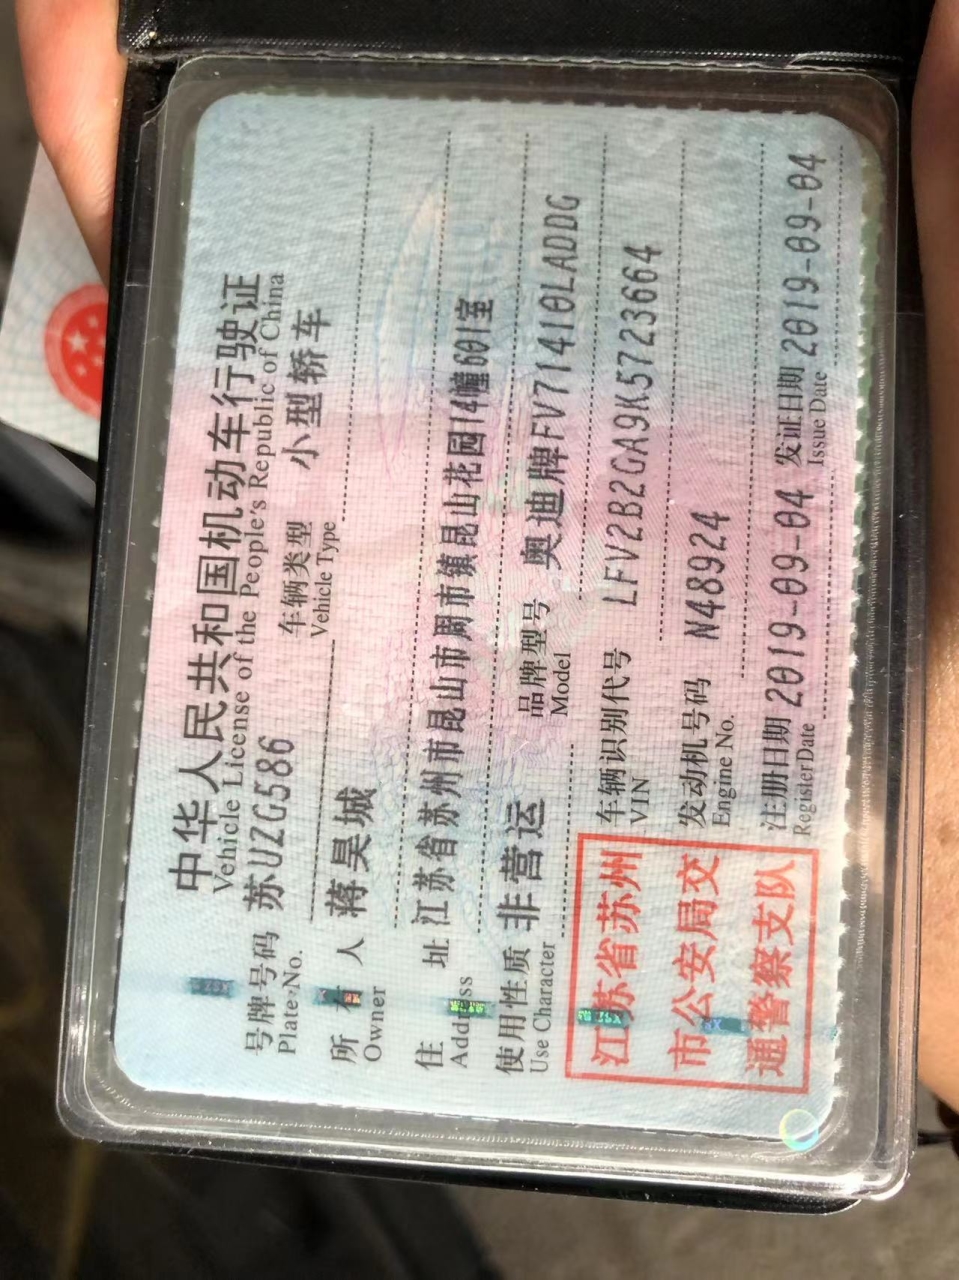 中华人民共和国机动车行驶证
Vehicle License of the People's Republic of China
号牌号码 苏UZG586 车辆类型 小型轿车
Plate No. Vehicle Type
所有人 蒋昊城
Owner
住址 江苏省苏州市昆山市周市镇昆山花园14幢601室
Address
使用性质 非营运 品牌型号 奥迪牌FV7141OLADDG
Use Character Model
江苏省苏州
市公安局交
通警察支队
车辆识别代号 LFV2B2GA9K5723664
VIN
发动机号码 N48924
Engine No.
注册日期 2019-09-04 发证日期 2019-09-04
Register Date Issue Date